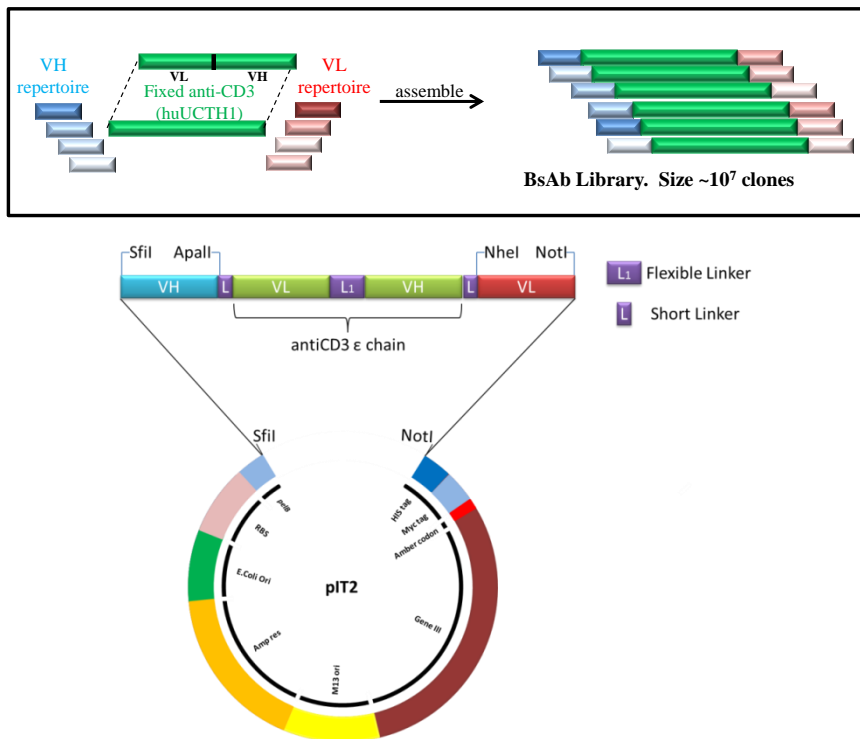 VH
repertoire
VL
VH
Fixed anti-CD3
(huUCTH1)
VL
repertoire
assemble
BsAb Library. Size ~10⁷ clones
SfiI
ApaII
NheI
NotI
VH
L
VL
L₁
VH
L
VL
L₁
Flexible Linker
L
Short Linker
antiCD3 ε chain
SfiI
NotI
pelB
HIS tag
Myc tag
Amber codon
RBS
E.Coli Ori
pIT2
Gene III
Amp res
M13 ori